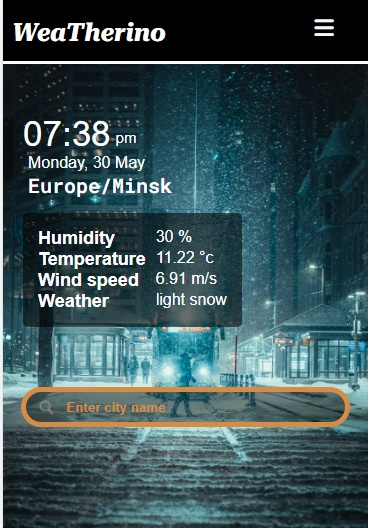 WeaTherino
07:38 pm
Monday, 30 May
Europe/Minsk
Humidity 30 %
Temperature 11.22 °c
Wind speed 6.91 m/s
Weather light snow
Enter city name